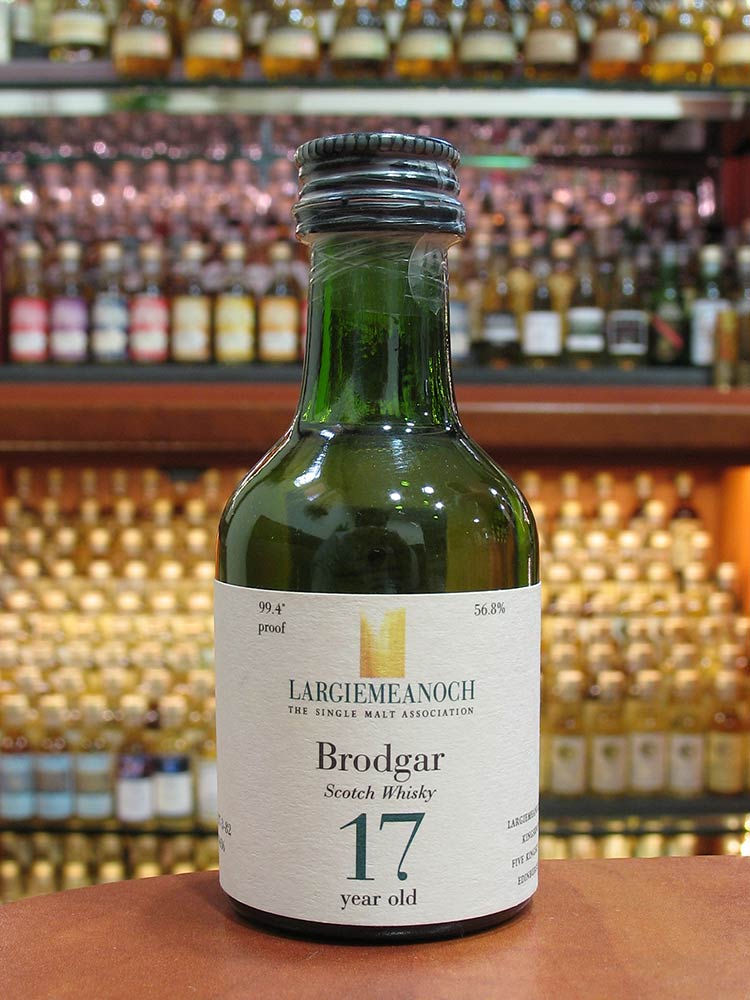 99.4°
proof
56.8%
LARGIEMEANOCH
THE SINGLE MALT ASSOCIATION
Brodgar
Scotch Whisky
17
year old